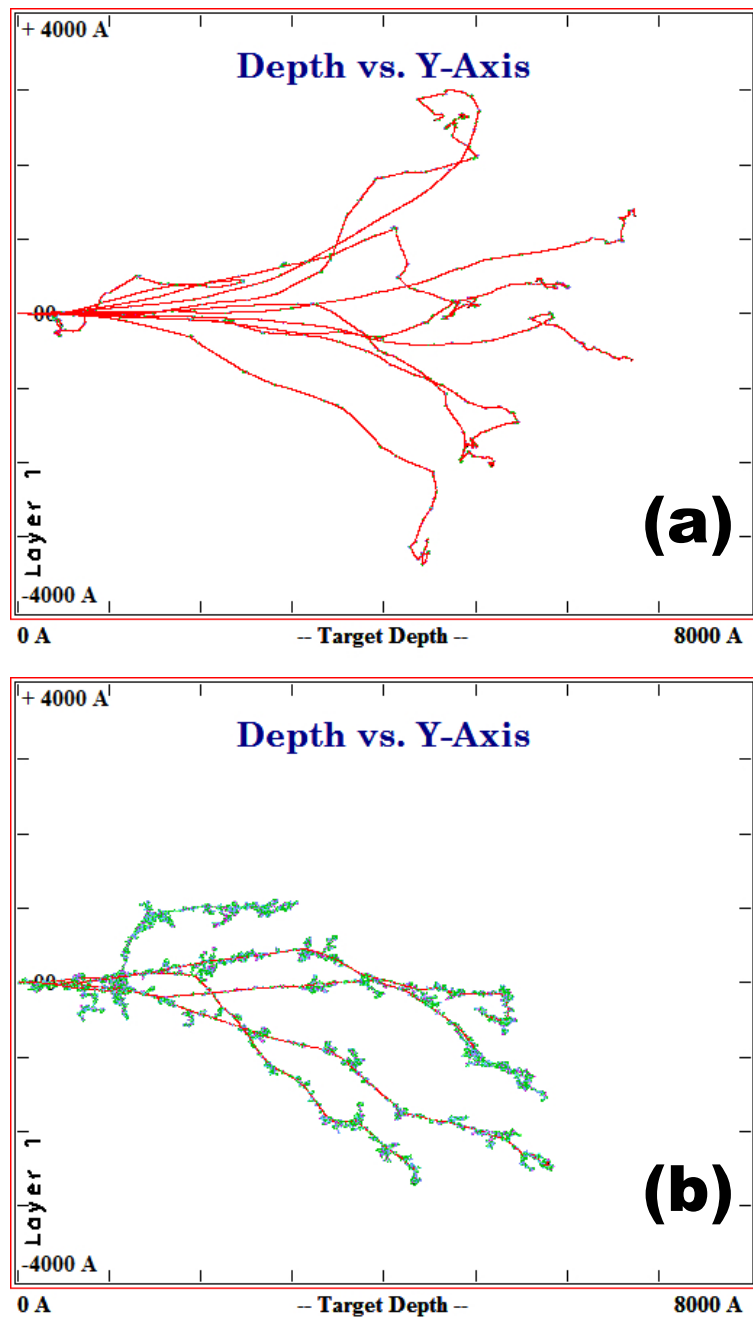 + 4000 A
Depth vs. Y-Axis
00
Layer 1
(a)
-4000 A
0 A
-- Target Depth --
8000 A
+ 4000 A
Depth vs. Y-Axis
00
Layer 1
(b)
-4000 A
0 A
-- Target Depth --
8000 A